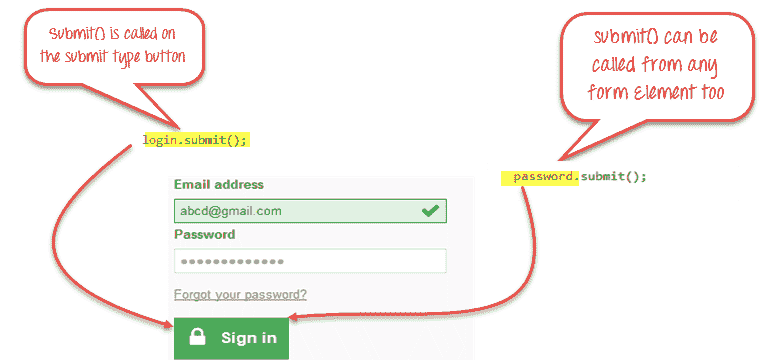 Submit() is called on
the submit type button
submit() can be
called from any
form Element too
login.submit();
password.submit();
Email address
abcd@gmail.com
Password
Forgot your password?
Sign in